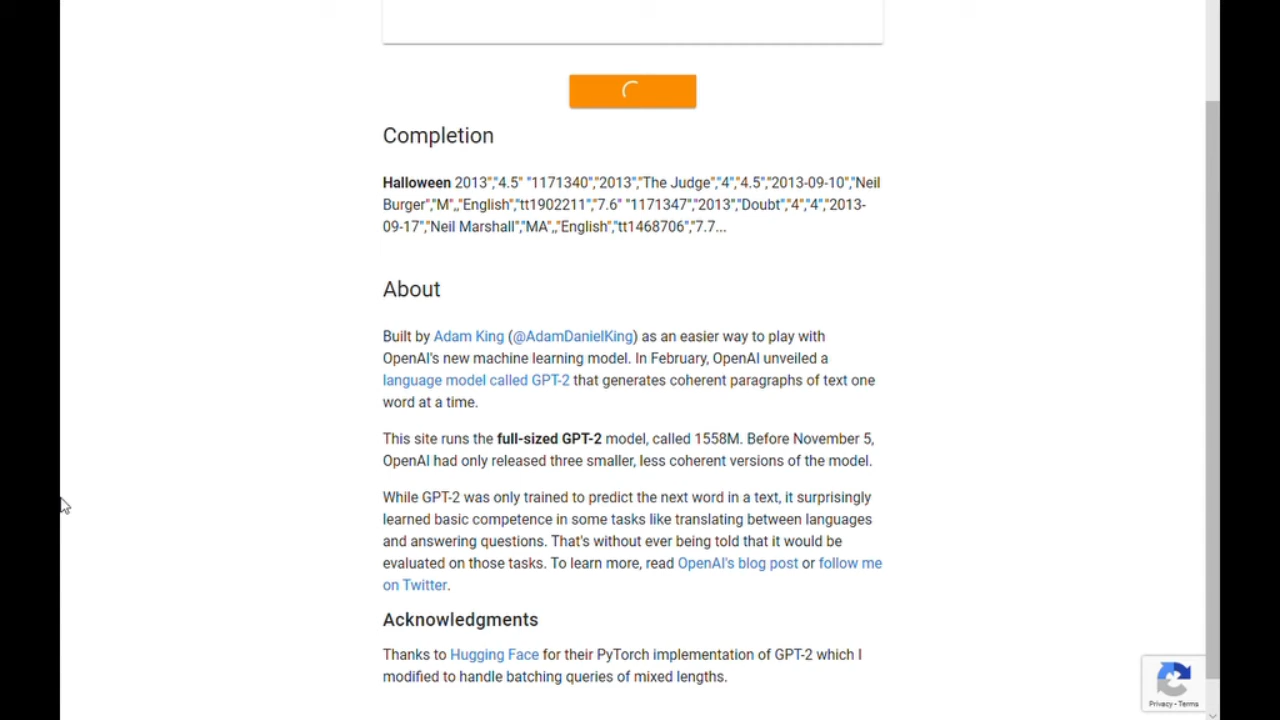 Completion
Halloween 2013","4.5" "1171340","2013","The Judge","4","4.5","2013-09-10","Neil
Burger","M",,"English","tt1902211","7.6" "1171347","2013","Doubt","4","4","2013-
09-17","Neil Marshall","MA",,"English","tt1468706","7.7...
About
Built by Adam King (@AdamDanielKing) as an easier way to play with
OpenAI's new machine learning model. In February, OpenAI unveiled a
language model called GPT-2 that generates coherent paragraphs of text one
word at a time.
This site runs the full-sized GPT-2 model, called 1558M. Before November 5,
OpenAI had only released three smaller, less coherent versions of the model.
While GPT-2 was only trained to predict the next word in a text, it surprisingly
learned basic competence in some tasks like translating between languages
and answering questions. That's without ever being told that it would be
evaluated on those tasks. To learn more, read OpenAI's blog post or follow me
on Twitter.
Acknowledgments
Thanks to Hugging Face for their PyTorch implementation of GPT-2 which I
modified to handle batching queries of mixed lengths.
Privacy - Terms